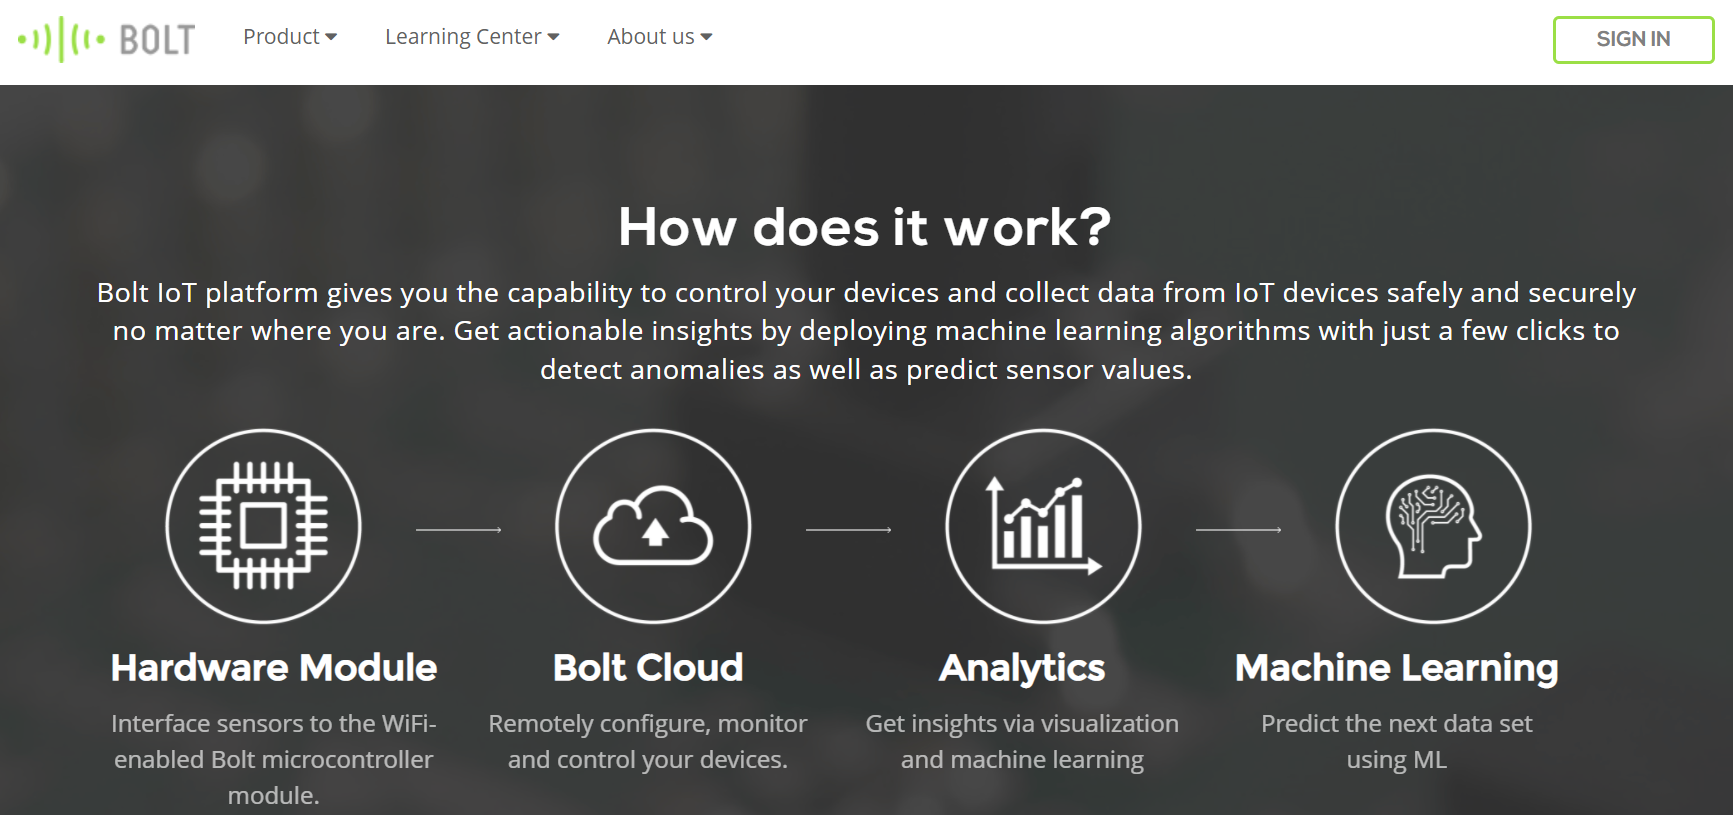 BOLT
Product
Learning Center
About us
SIGN IN
How does it work?
Bolt IoT platform gives you the capability to control your devices and collect data from IoT devices safely and securely
no matter where you are. Get actionable insights by deploying machine learning algorithms with just a few clicks to
detect anomalies as well as predict sensor values.
Hardware Module
Interface sensors to the WiFi-
enabled Bolt microcontroller
module.
Bolt Cloud
Remotely configure, monitor
and control your devices.
Analytics
Get insights via visualization
and machine learning
Machine Learning
Predict the next data set
using ML